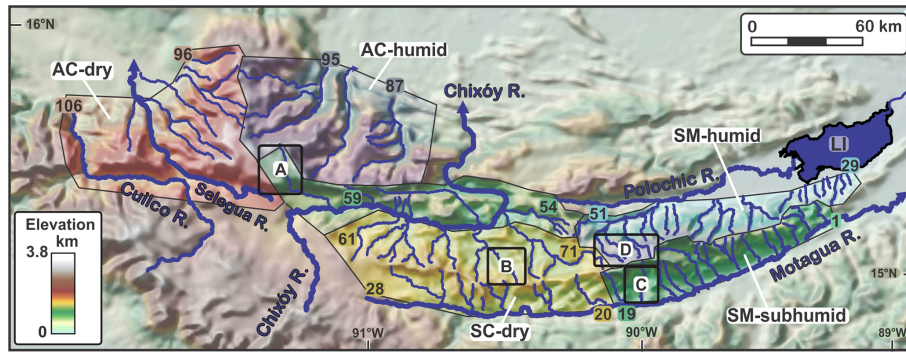 16°N
0 60 km
AC-dry
96
95
AC-humid
87
Chixóy R.
106
SM-humid
LI
A
29
Polochic R.
Cuilco R.
Selegua R.
59
54
51
1
Elevation
km
3.8
0
61
71
D
Motagua R.
B
C
15°N
28
Chixóy R.
SC-dry
20
19
SM-subhumid
91°W
90°W
89°W